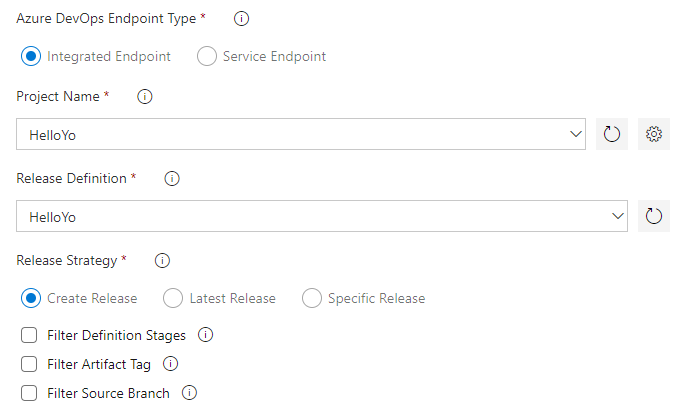 Azure DevOps Endpoint Type *
Integrated Endpoint Service Endpoint
Project Name *
HelloYo
Release Definition *
HelloYo
Release Strategy *
Create Release Latest Release Specific Release
Filter Definition Stages
Filter Artifact Tag
Filter Source Branch